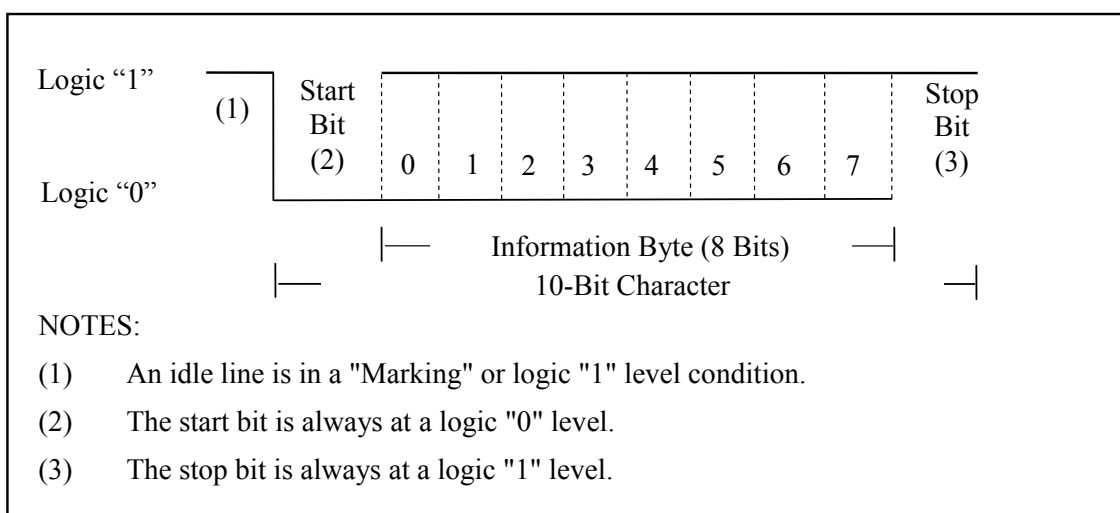 Logic “1”
(1)
Start
Bit
(2)
0 1 2 3 4 5 6 7
Stop
Bit
(3)
Logic “0”
Information Byte (8 Bits)
10-Bit Character
NOTES:
(1) An idle line is in a "Marking" or logic "1" level condition.
(2) The start bit is always at a logic "0" level.
(3) The stop bit is always at a logic "1" level.